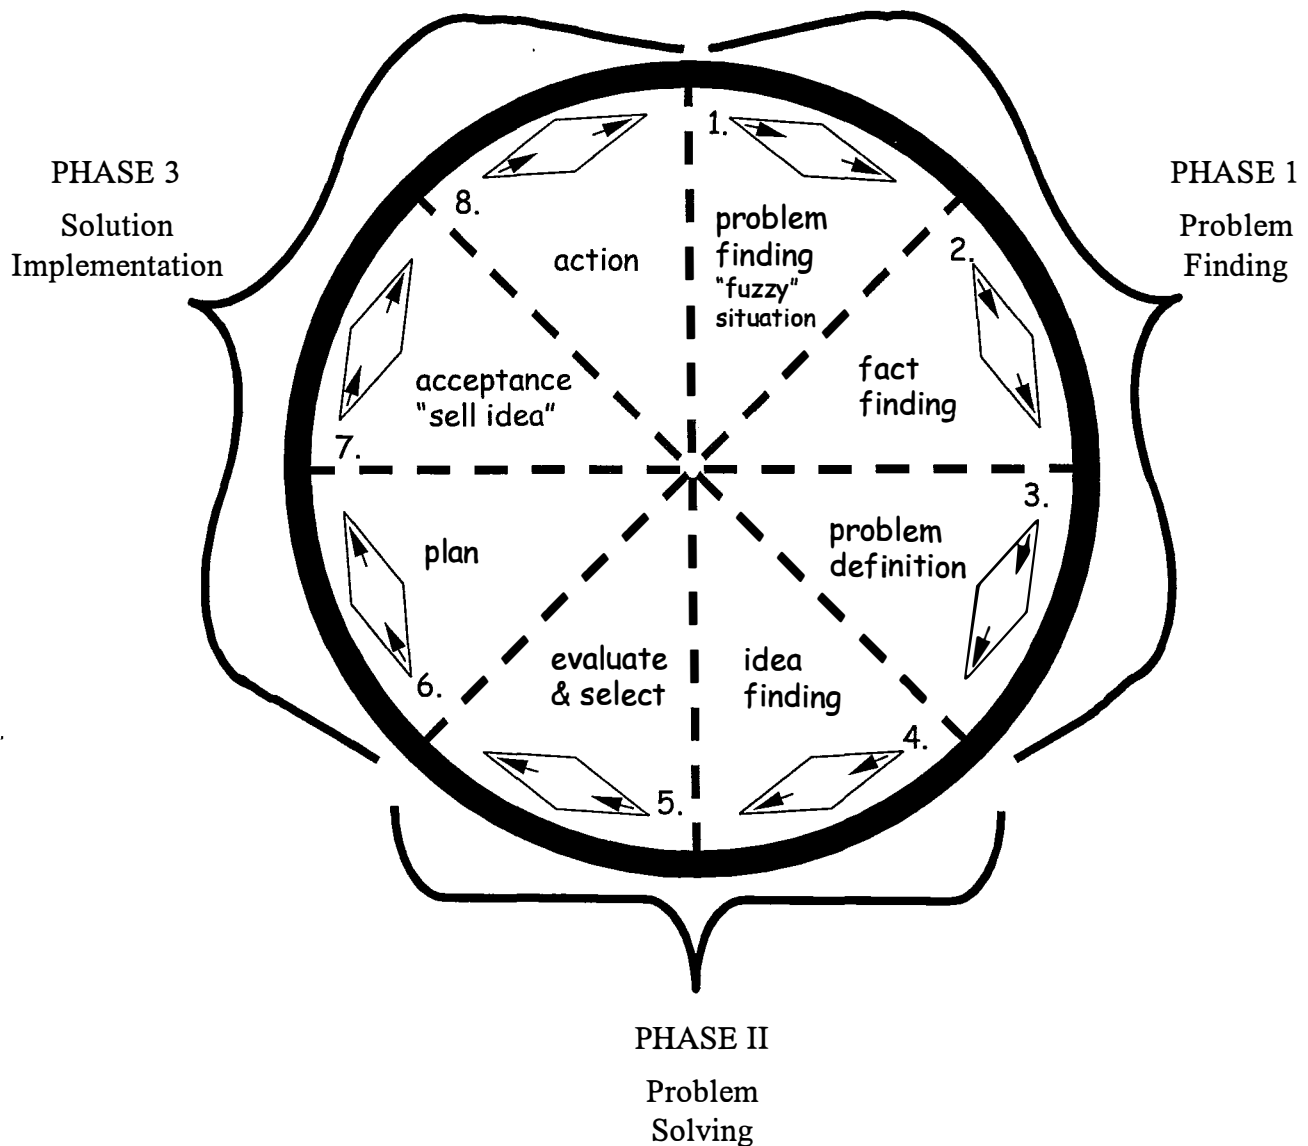 PHASE 1
Problem
Finding
1.
problem
finding
"fuzzy"
situation
2.
fact
finding
3.
problem
definition
4.
idea
finding
5.
evaluate
& select
6.
plan
7.
acceptance
"sell idea"
8.
action
PHASE 3
Solution
Implementation
PHASE II
Problem
Solving